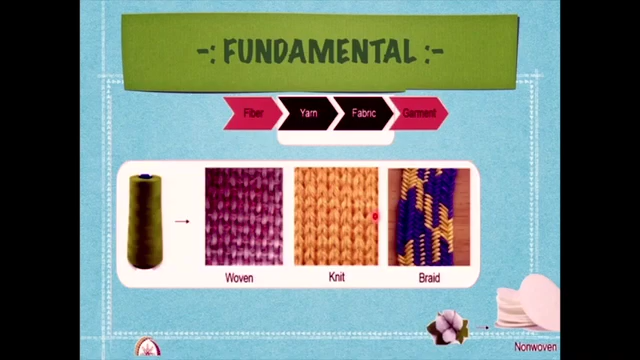 -: FUNDAMENTAL :-
Fiber Yarn Fabric Garment
Woven Knit Braid
Nonwoven